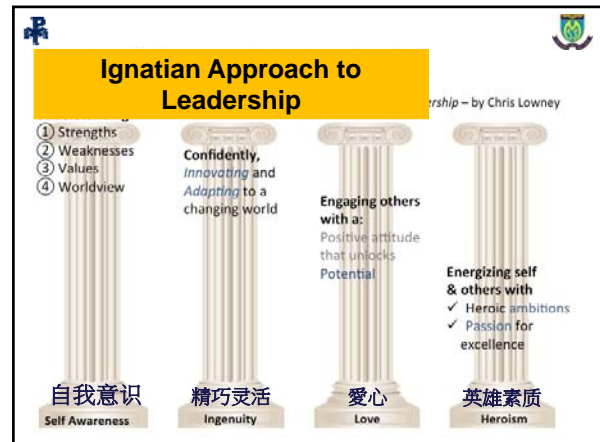 Ignatian Approach to
Leadership
ership – by Chris Lowney
① Strengths
② Weaknesses
③ Values
④ Worldview
Confidently,
Innovating and
Adapting to a
changing world
Engaging others
with a:
Positive attitude
that unlocks
Potential
Energizing self
& others with
✓ Heroic ambitions
✓ Passion for
excellence
自我意识
Self Awareness
精巧灵活
Ingenuity
愛心
Love
英雄素质
Heroism